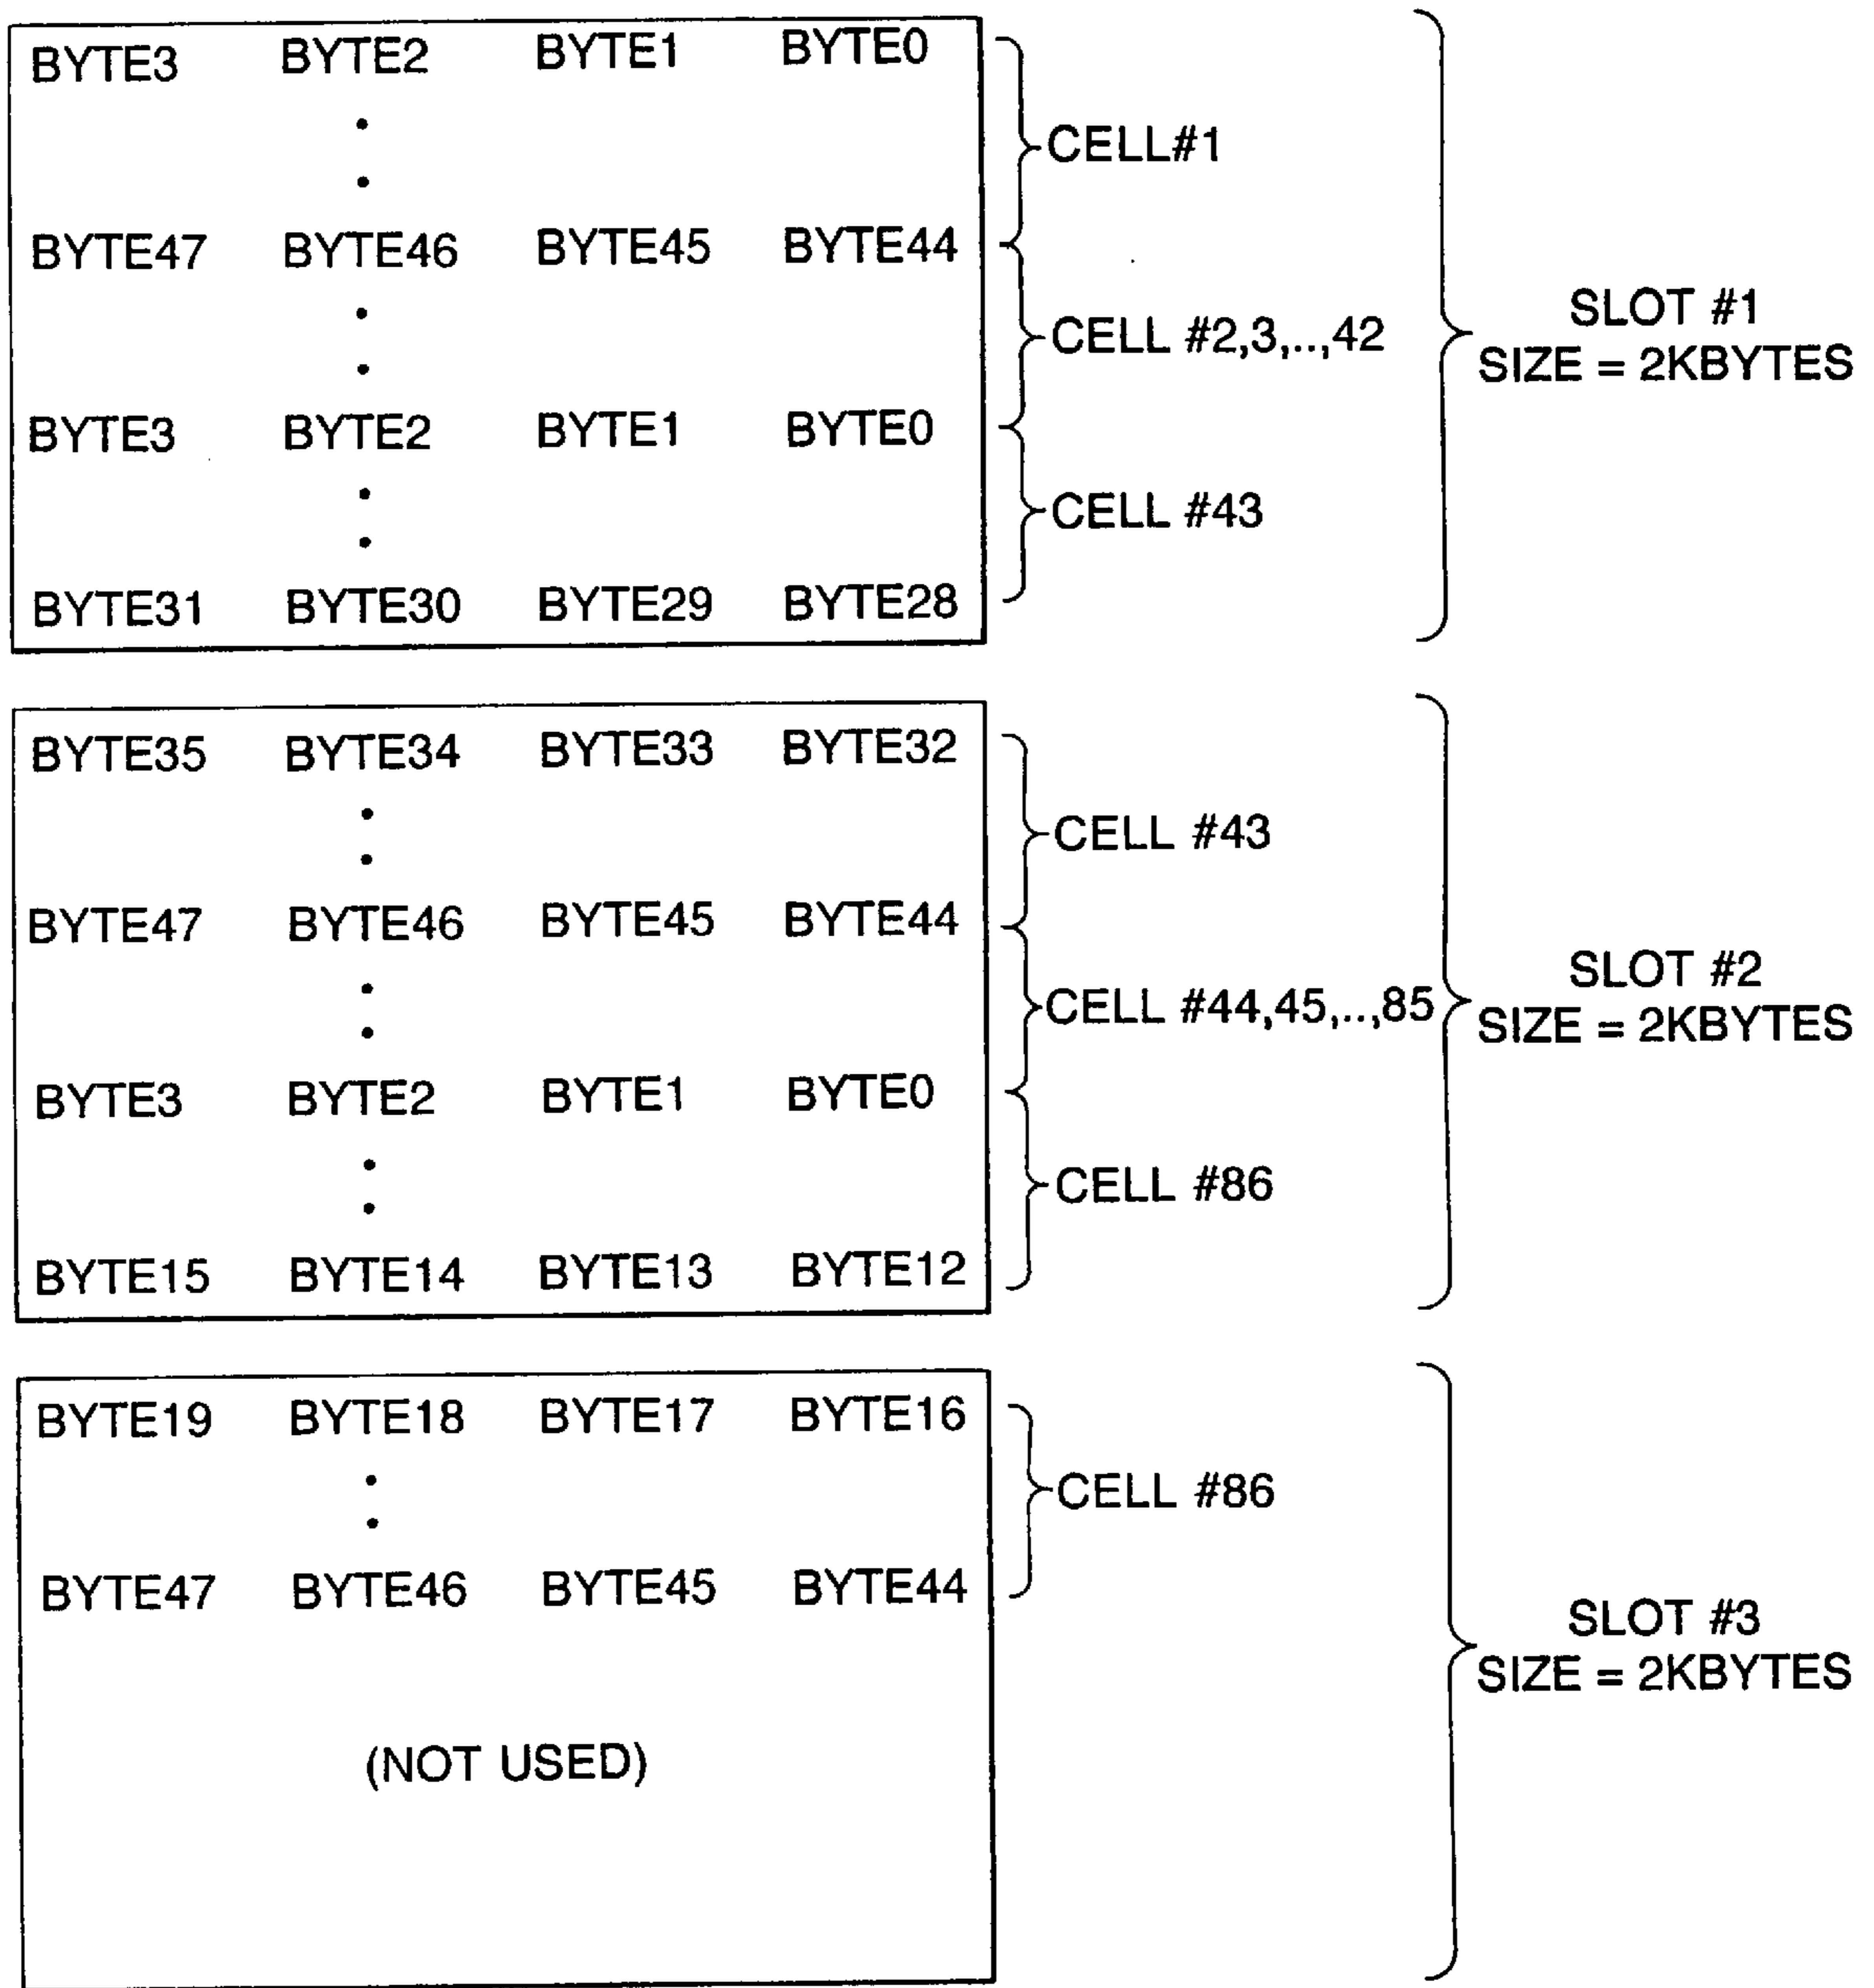 BYTE3 BYTE2 BYTE1 BYTE0
CELL#1
BYTE47 BYTE46 BYTE45 BYTE44
CELL #2,3,..,42
SLOT #1
SIZE = 2KBYTES
BYTE3 BYTE2 BYTE1 BYTE0
CELL #43
BYTE31 BYTE30 BYTE29 BYTE28
BYTE35 BYTE34 BYTE33 BYTE32
CELL #43
BYTE47 BYTE46 BYTE45 BYTE44
CELL #44,45,..,85
SLOT #2
SIZE = 2KBYTES
BYTE3 BYTE2 BYTE1 BYTE0
CELL #86
BYTE15 BYTE14 BYTE13 BYTE12
BYTE19 BYTE18 BYTE17 BYTE16
CELL #86
BYTE47 BYTE46 BYTE45 BYTE44
SLOT #3
SIZE = 2KBYTES
(NOT USED)